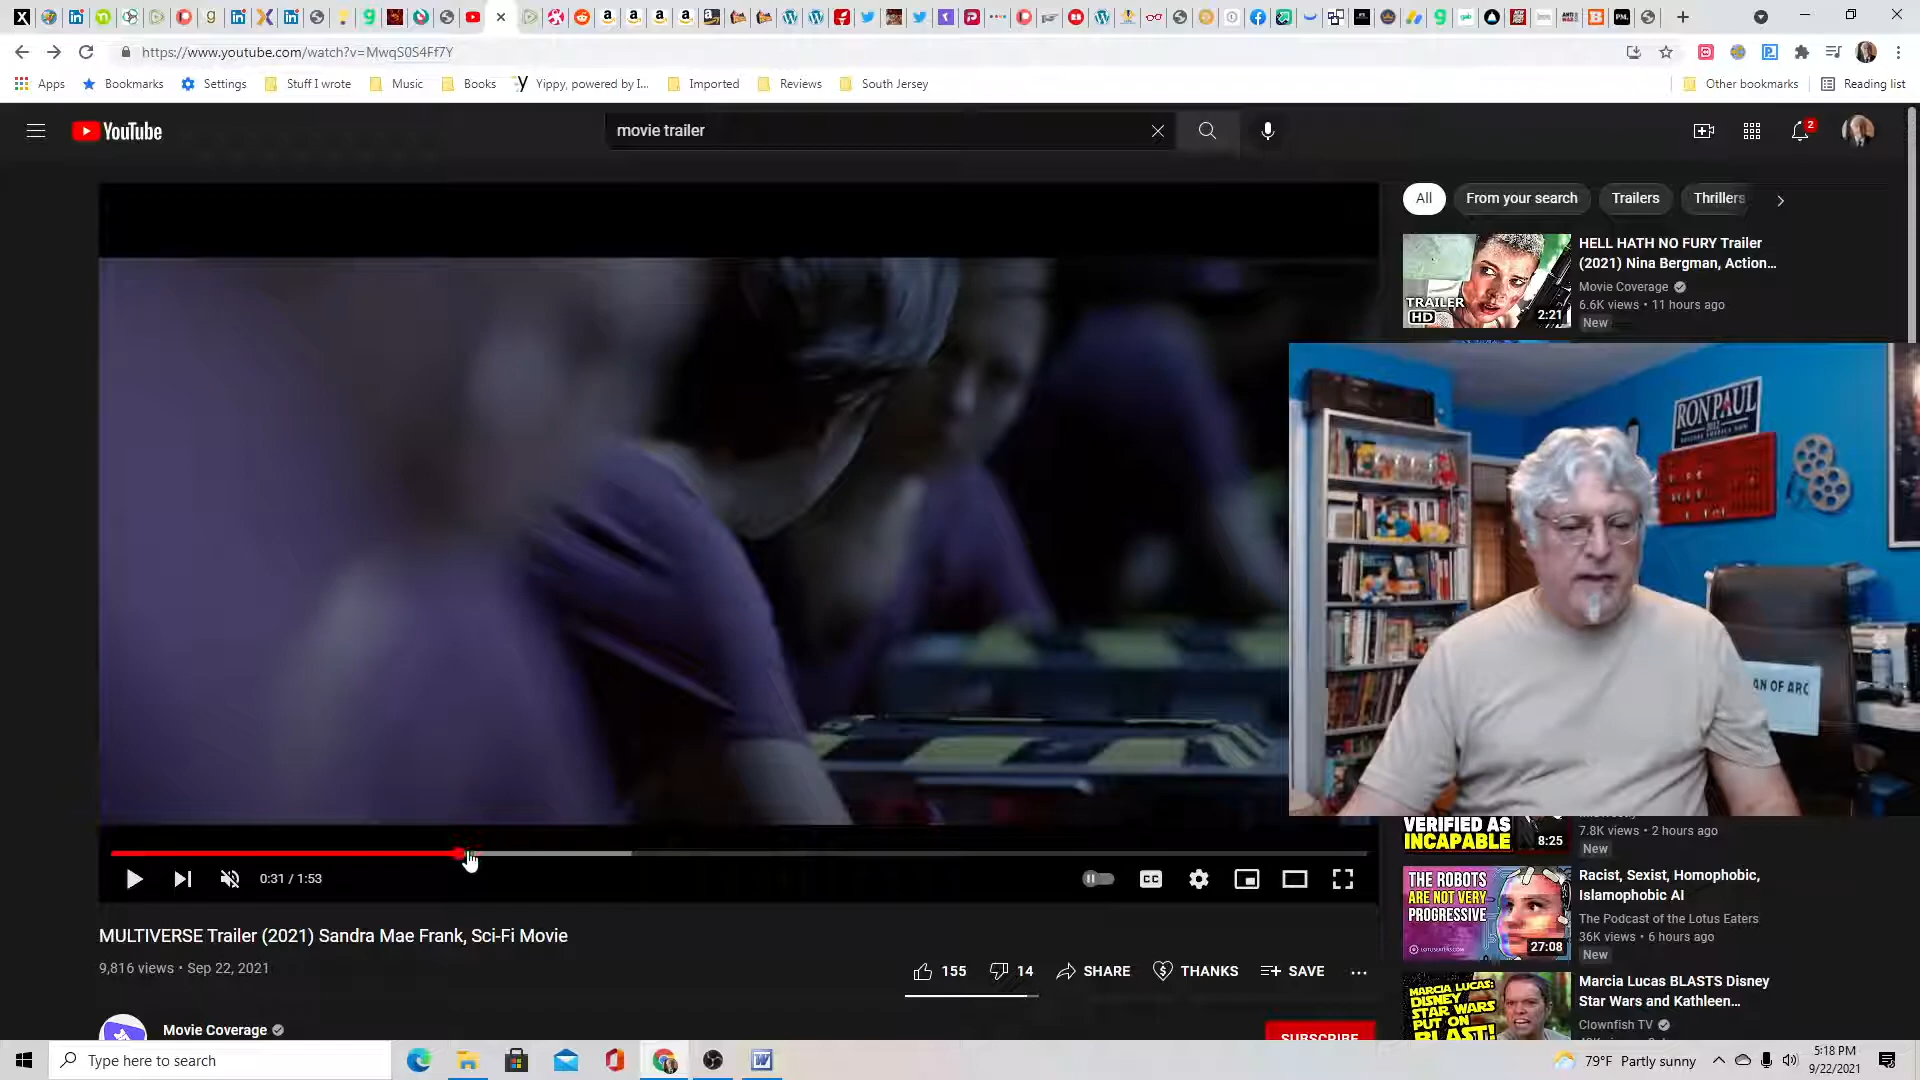 https://www.youtube.com/watch?v=MwqS0S4Ff7Y
Apps
Bookmarks
Settings
Stuff I wrote
Music
Books
Yippy, powered by I...
Imported
Reviews
South Jersey
Other bookmarks
Reading list
YouTube
movie trailer
2
All
From your search
Trailers
Thrillers
TRAILER
HD
2:21
HELL HATH NO FURY Trailer
(2021) Nina Bergman, Action...
Movie Coverage
6.6K views • 11 hours ago
New
RON PAUL
2012
AN OF ARC
VERIFIED AS
INCAPABLE
8:25
7.8K views • 2 hours ago
New
THE ROBOTS
ARE NOT VERY
PROGRESSIVE
27:08
Racist, Sexist, Homophobic,
Islamophobic AI
The Podcast of the Lotus Eaters
36K views • 6 hours ago
New
MARCIA LUCAS:
DISNEY
STAR WARS
PUT ON
BLAST!
Marcia Lucas BLASTS Disney
Star Wars and Kathleen...
Clownfish TV
0:31 / 1:53
CC
MULTIVERSE Trailer (2021) Sandra Mae Frank, Sci-Fi Movie
9,816 views • Sep 22, 2021
155
14
SHARE
THANKS
SAVE
Movie Coverage
SUBSCRIBE
Type here to search
79°F Partly sunny
5:18 PM
9/22/2021